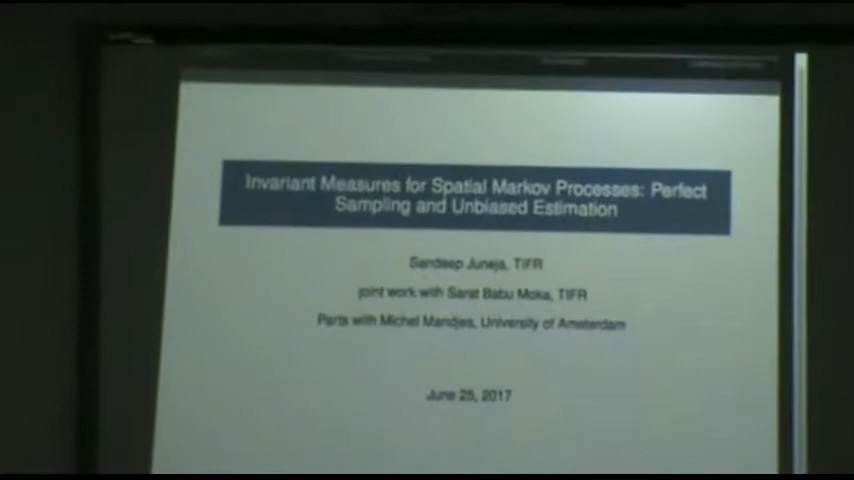 Invariant Measures for Spatial Markov Processes: Perfect
Sampling and Unbiased Estimation
Sandeep Juneja, TIFR
joint work with Sarat Babu Moka, TIFR
Parts with Michel Mandjes, University of Amsterdam
June 25, 2017